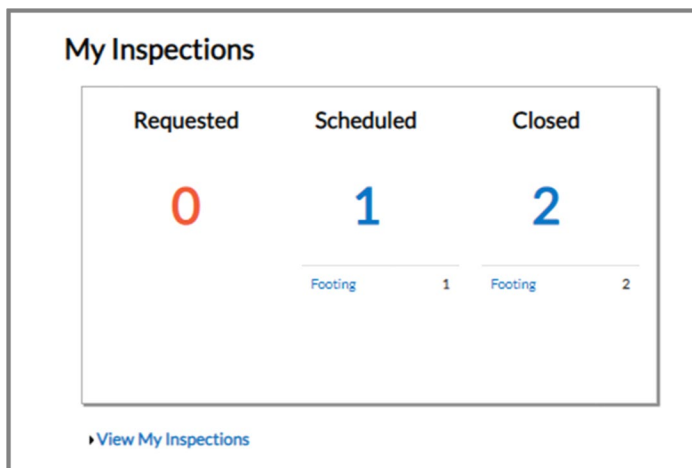 My Inspections
Requested Scheduled Closed
0 1 2
Footing 1 Footing 2
View My Inspections